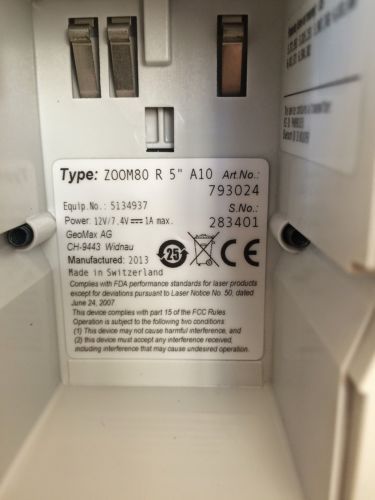 Type: ZOOM80 R 5" A10 Art.No.:
793024
Equip.No.: 5134937 S.No.:
Power: 12V/7.4V⎓1A max. 283401
GeoMax AG
CH-9443 Widnau
Manufactured: 2013
Made in Switzerland
25
CE
Complies with FDA performance standards for laser products
except for deviations pursuant to Laser Notice No. 50, dated
June 24, 2007.
This device complies with part 15 of the FCC Rules.
Operation is subject to the following two conditions:
(1) This device may not cause harmful interference, and
(2) this device must accept any interference received,
including interference that may cause undesired operation.
This device contains a Transmitter: